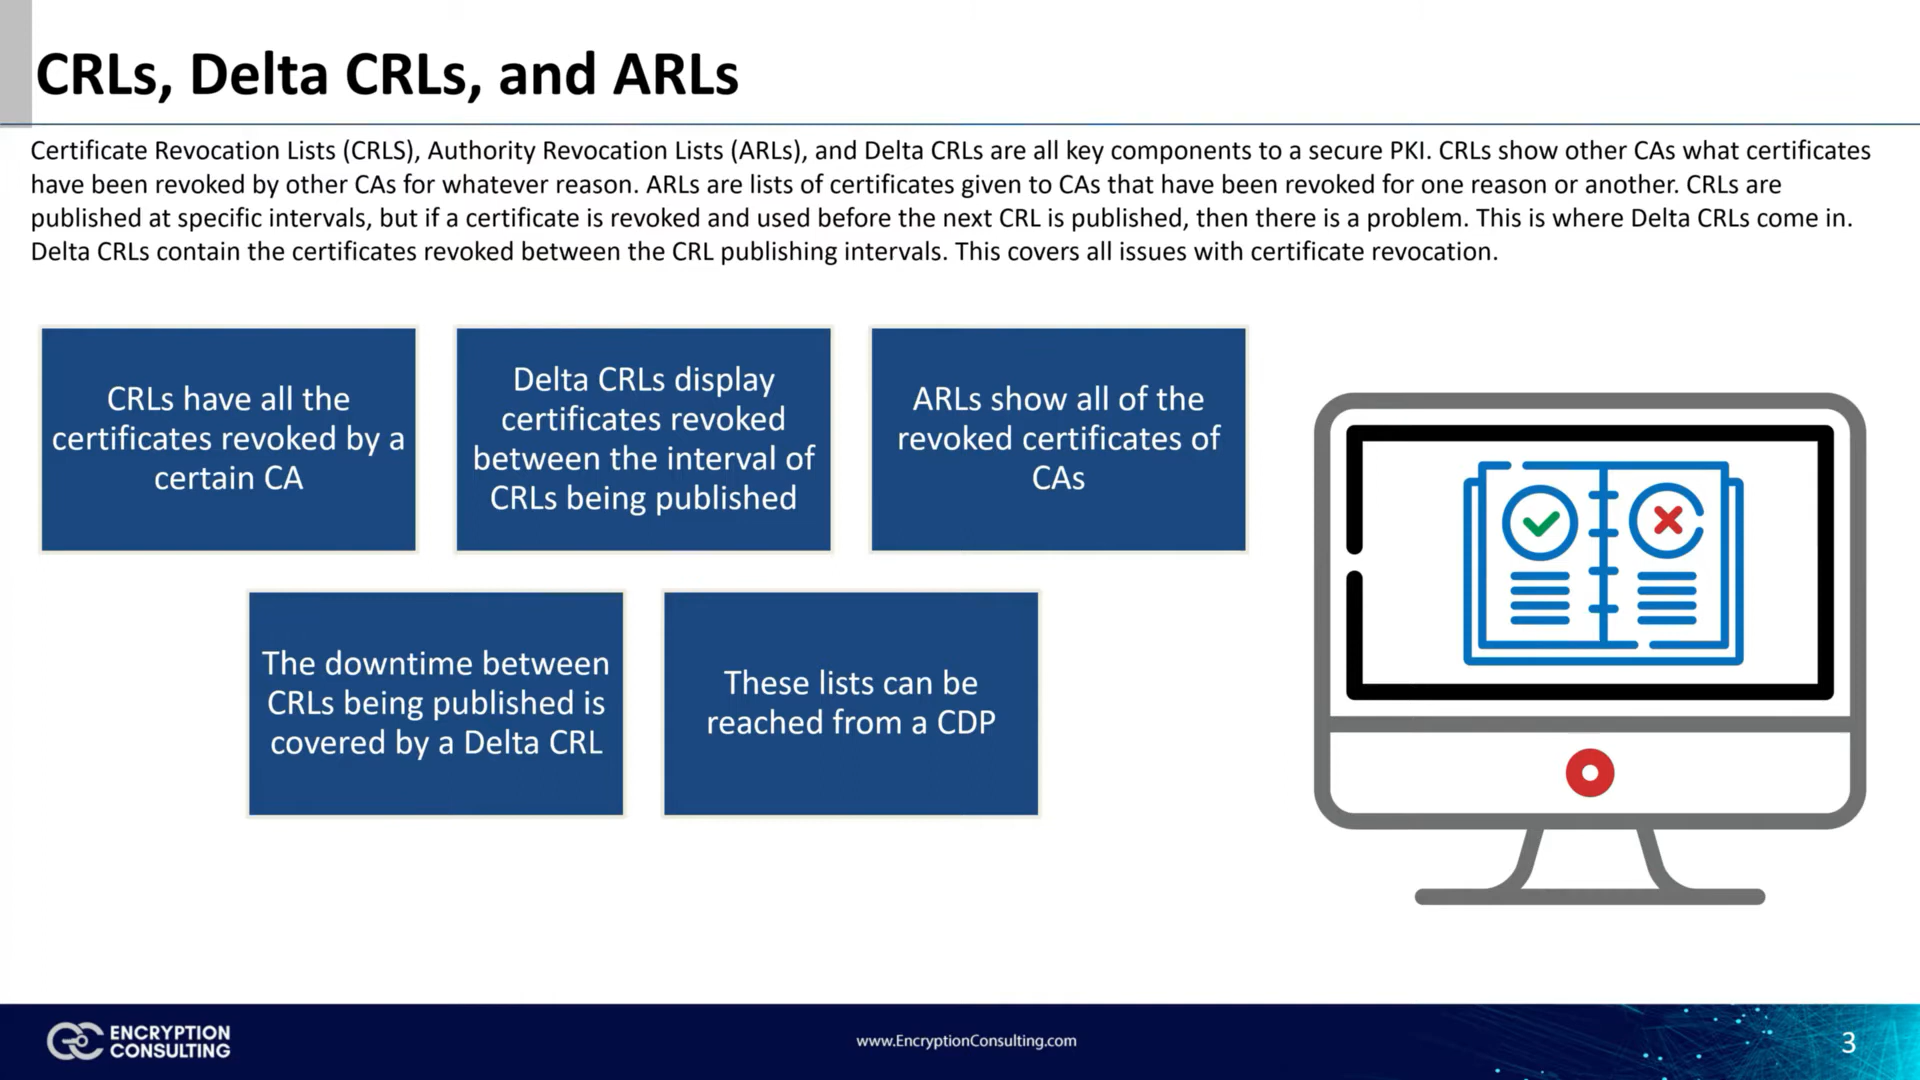 CRLs, Delta CRLs, and ARLs
Certificate Revocation Lists (CRLS), Authority Revocation Lists (ARLs), and Delta CRLs are all key components to a secure PKI. CRLs show other CAs what certificates
have been revoked by other CAs for whatever reason. ARLs are lists of certificates given to CAs that have been revoked for one reason or another. CRLs are
published at specific intervals, but if a certificate is revoked and used before the next CRL is published, then there is a problem. This is where Delta CRLs come in.
Delta CRLs contain the certificates revoked between the CRL publishing intervals. This covers all issues with certificate revocation.
CRLs have all the
certificates revoked by a
certain CA
Delta CRLs display
certificates revoked
between the interval of
CRLs being published
ARLs show all of the
revoked certificates of
CAs
The downtime between
CRLs being published is
covered by a Delta CRL
These lists can be
reached from a CDP
ENCRYPTION
CONSULTING
www.EncryptionConsulting.com
3